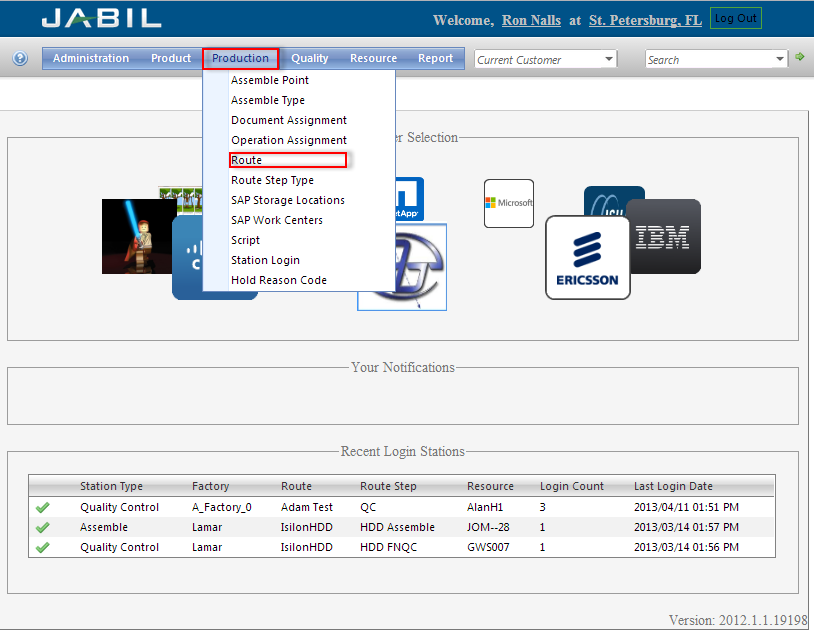 JABIL
Welcome, Ron Nalls at St. Petersburg, FL Log Out
Administration Product Production Quality Resource Report Current Customer Search
Assemble Point
Assemble Type
Document Assignment
Operation Assignment
Route
Route Step Type
SAP Storage Locations
SAP Work Centers
Script
Station Login
Hold Reason Code
Selection
Microsoft
IBM
ERICSSON
Your Notifications
Recent Login Stations
Station Type Factory Route Route Step Resource Login Count Last Login Date
Quality Control A_Factory_0 Adam Test QC AlanH1 3 2013/04/11 01:51 PM
Assemble Lamar IsilonHDD HDD Assemble JOM--28 1 2013/03/14 01:57 PM
Quality Control Lamar IsilonHDD HDD FNQC GWS007 1 2013/03/14 01:56 PM
Version: 2012.1.1.19198